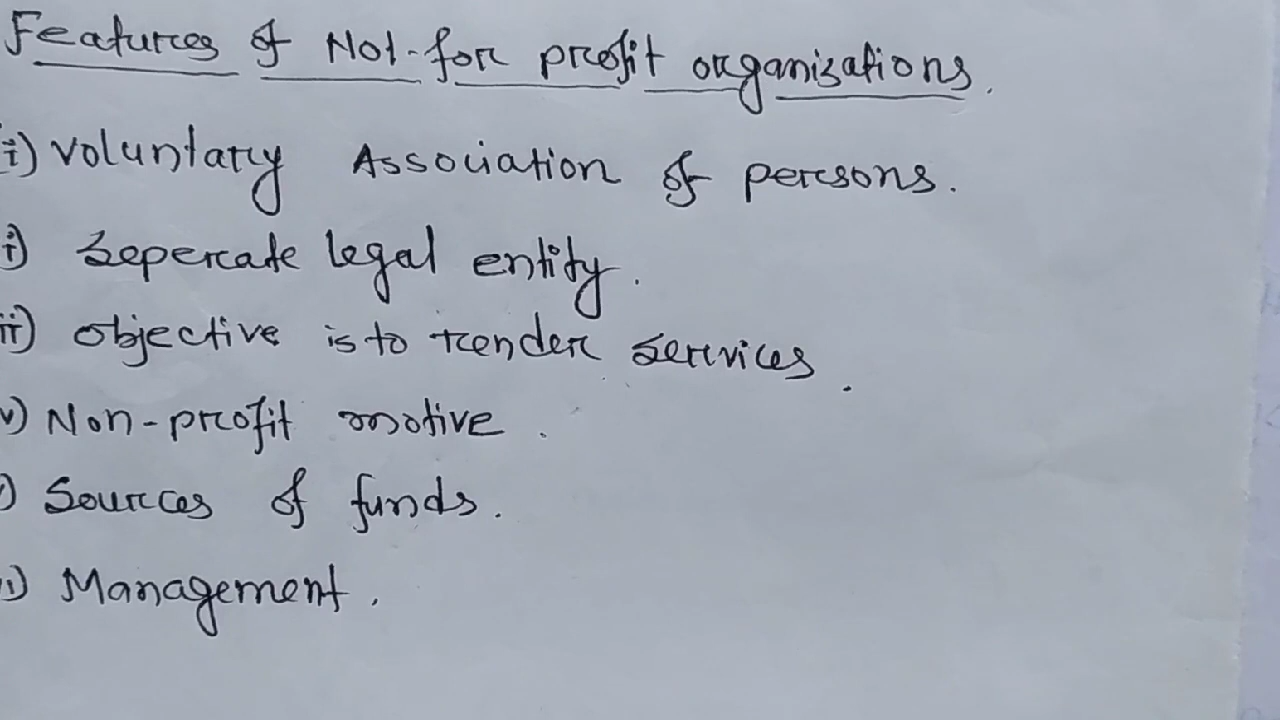 Features of Not-for profit organisations.
i) Voluntary Association of persons.
i) Seperate legal entity.
ii) Objective is to render services.
v) Non-profit motive.
) Sources of funds.
i) Management.